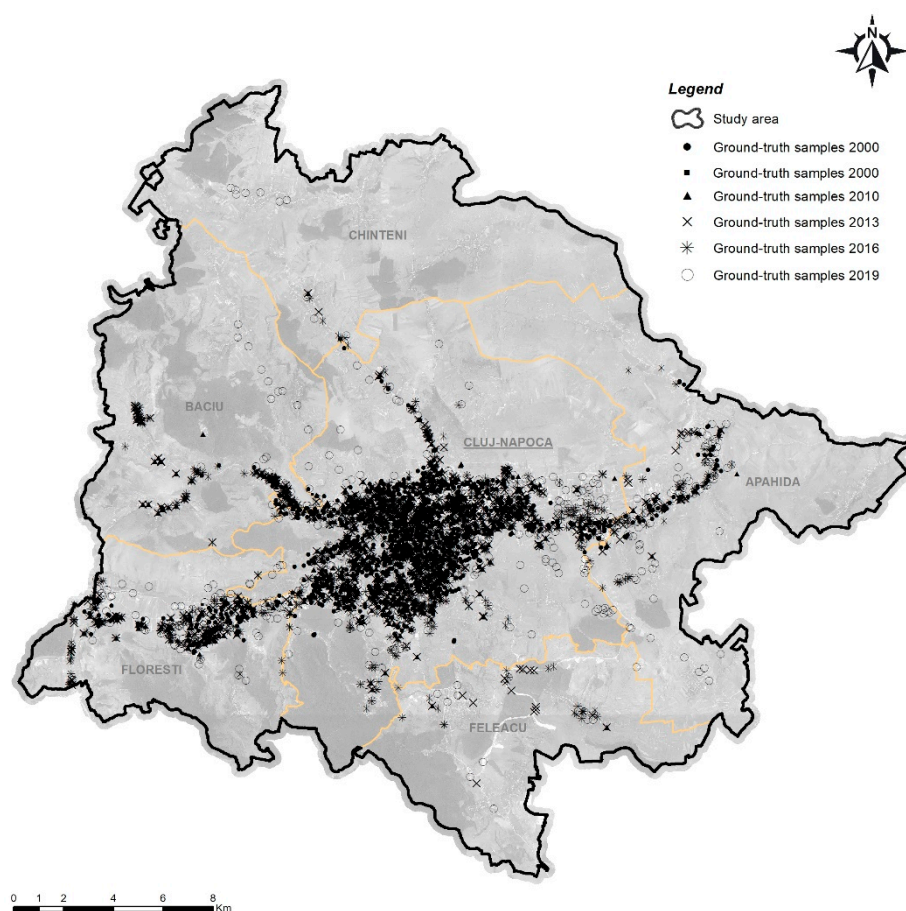 N
Legend
Study area
Ground-truth samples 2000
Ground-truth samples 2000
Ground-truth samples 2010
Ground-truth samples 2013
Ground-truth samples 2016
Ground-truth samples 2019
CHINTENI
BACIU
CLUJ-NAPOCA
APAHIDA
FLORESTI
FELEACU
0 1 2 4 6 8
Km